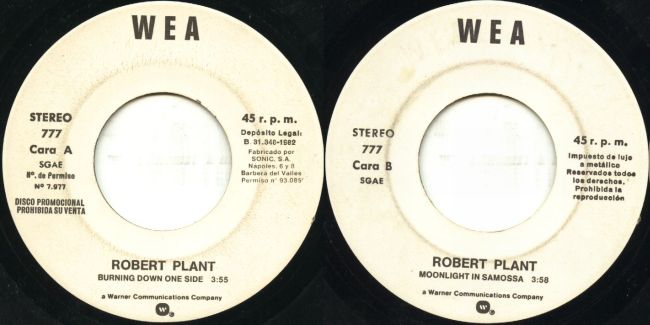 WEA
STEREO
777
Cara A
SGAE
Nº. de Permiso
Nº 7.977
DISCO PROMOCIONAL
PROHIBIDA SU VENTA
45 r. p. m.
Depósito Legal:
B 31.346-1982
Fabricado por
SONIC, S.A.
Napoles, 6 y 8
Barberá del Valles
Permiso nº 93.085
ROBERT PLANT
BURNING DOWN ONE SIDE 3:55
a Warner Communications Company
WEA
STEREO
777
Cara B
SGAE
45 r. p. m.
Impuesto de lujo
a metálico
Reservados todos
los derechos.
Prohibida la
reproducción
ROBERT PLANT
MOONLIGHT IN SAMOSSA 3:58
a Warner Communications Company